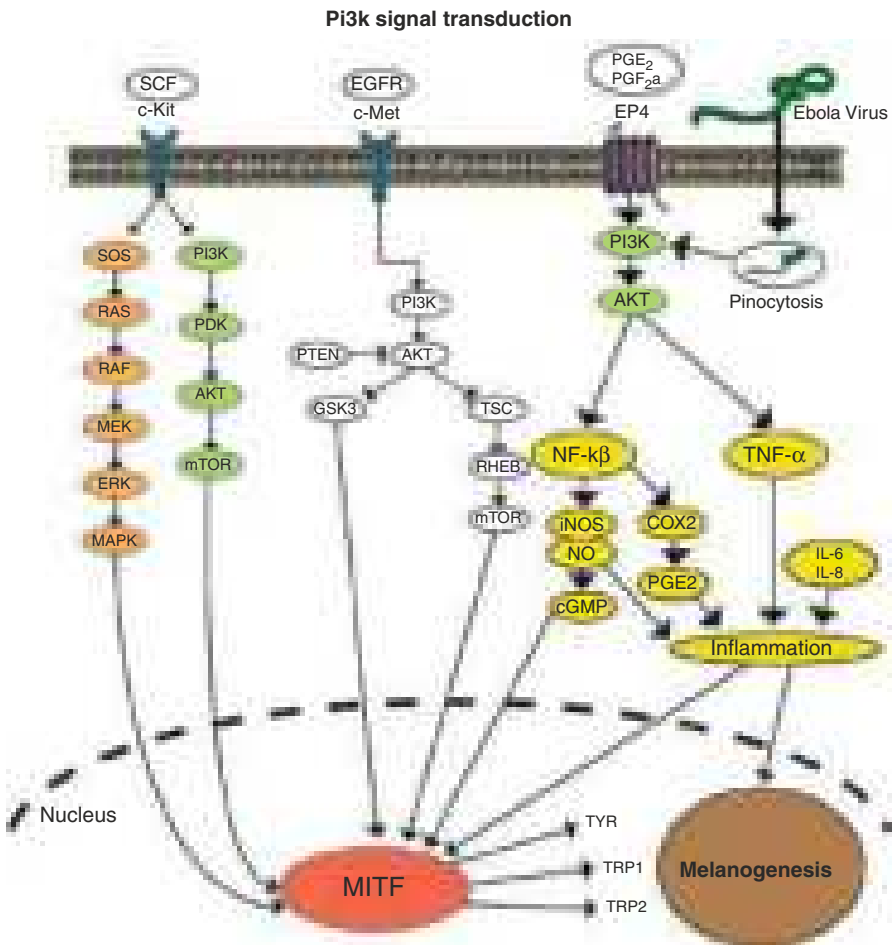 Pi3k signal transduction
SCF
c-Kit
EGFR
c-Met
PGE2
PGF2a
EP4
Ebola Virus
SOS
PI3K
PI3K
Pinocytosis
PI3K
AKT
RAS
PDK
PTEN
AKT
RAF
AKT
GSK3
TSC
MEK
NF-kβ
TNF-α
mTOR
RHEB
ERK
mTOR
iNOS
COX2
MAPK
NO
IL-6
IL-8
PGE2
cGMP
Inflammation
Nucleus
TYR
MITF
TRP1
TRP2
Melanogenesis